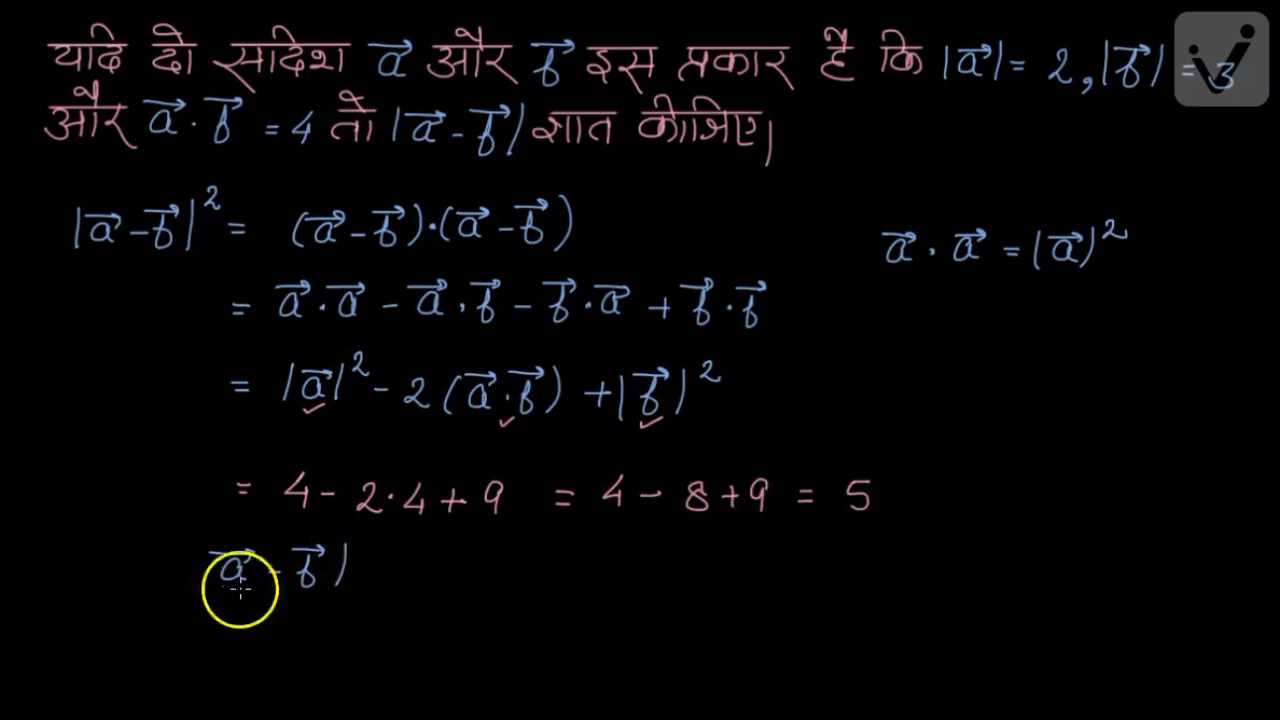 यदि दो सदिश a⃗ और b⃗ इस प्रकार है कि |a⃗| = 2, |b⃗| = 3
और a⃗ · b⃗ = 4 तो |a⃗ - b⃗| ज्ञात कीजिए।
|a⃗ - b⃗|² = (a⃗ - b⃗)·(a⃗ - b⃗)
a⃗ · a⃗ = |a⃗|²
= a⃗ · a⃗ - a⃗ · b⃗ - b⃗ · a⃗ + b⃗ · b⃗
= |a⃗|² - 2 (a⃗ · b⃗) + |b⃗|²
= 4 - 2·4 + 9 = 4 - 8 + 9 = 5
a⃗ - b⃗|